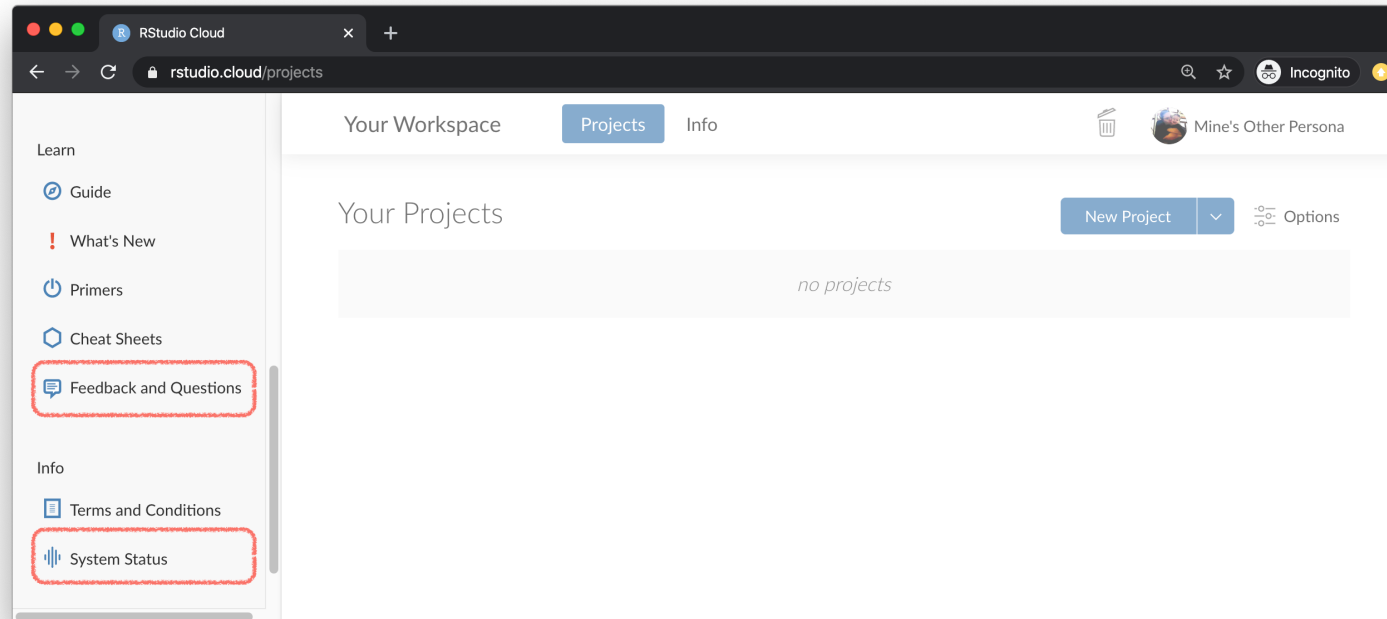 RStudio Cloud
rstudio.cloud/projects
Incognito
Learn
Guide
What's New
Primers
Cheat Sheets
Feedback and Questions
Info
Terms and Conditions
System Status
Your Workspace
Projects
Info
Mine's Other Persona
Your Projects
New Project
Options
no projects